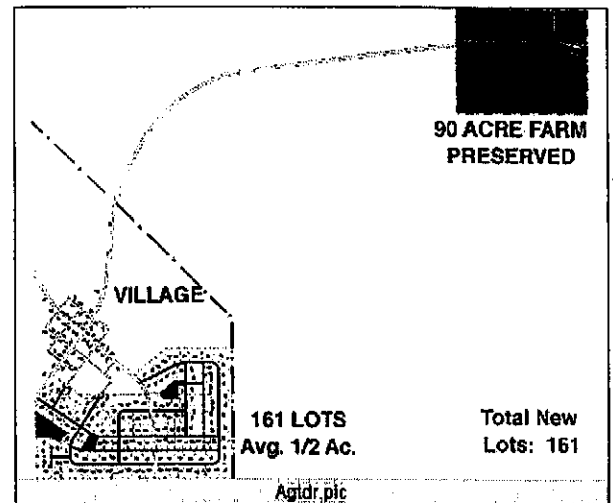 90 ACRE FARM
PRESERVED
VILLAGE
161 LOTS
Avg. 1/2 Ac.
Total New
Lots: 161
Agtdr.pic